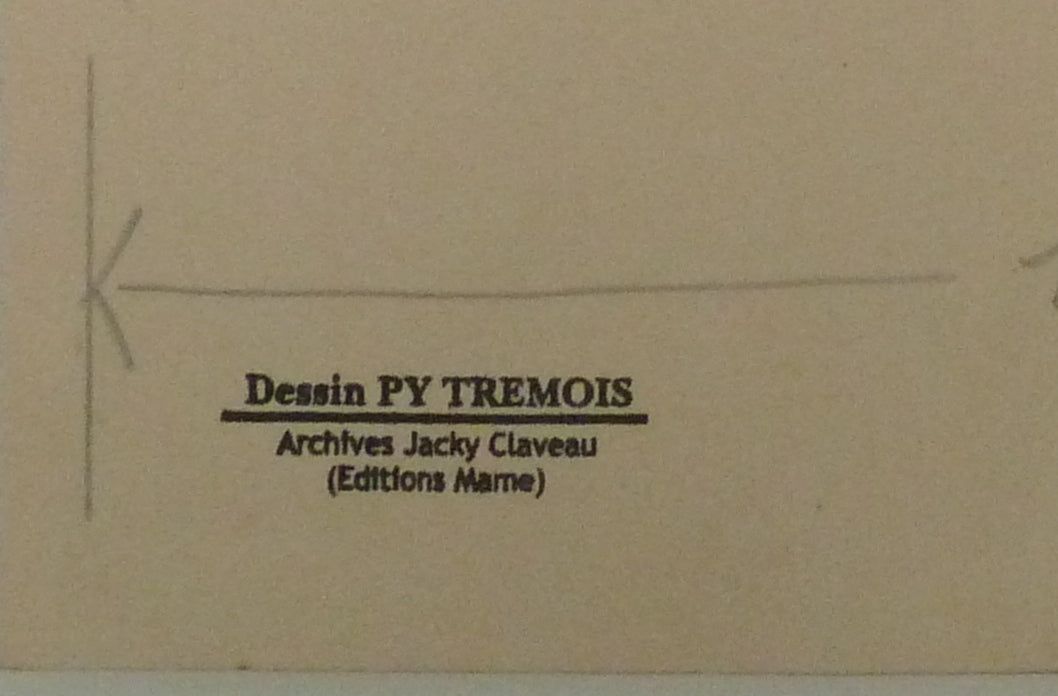 Dessin PY TREMOIS
Archives Jacky Claveau
(Editions Mame)